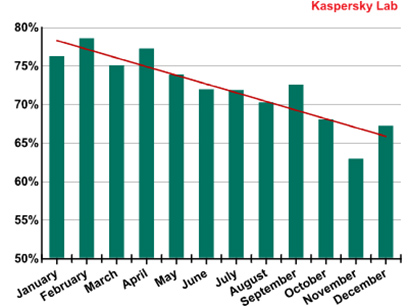 Kaspersky Lab
80%
75%
70%
65%
60%
55%
50%
January
February
March
April
May
June
July
August
September
October
November
December